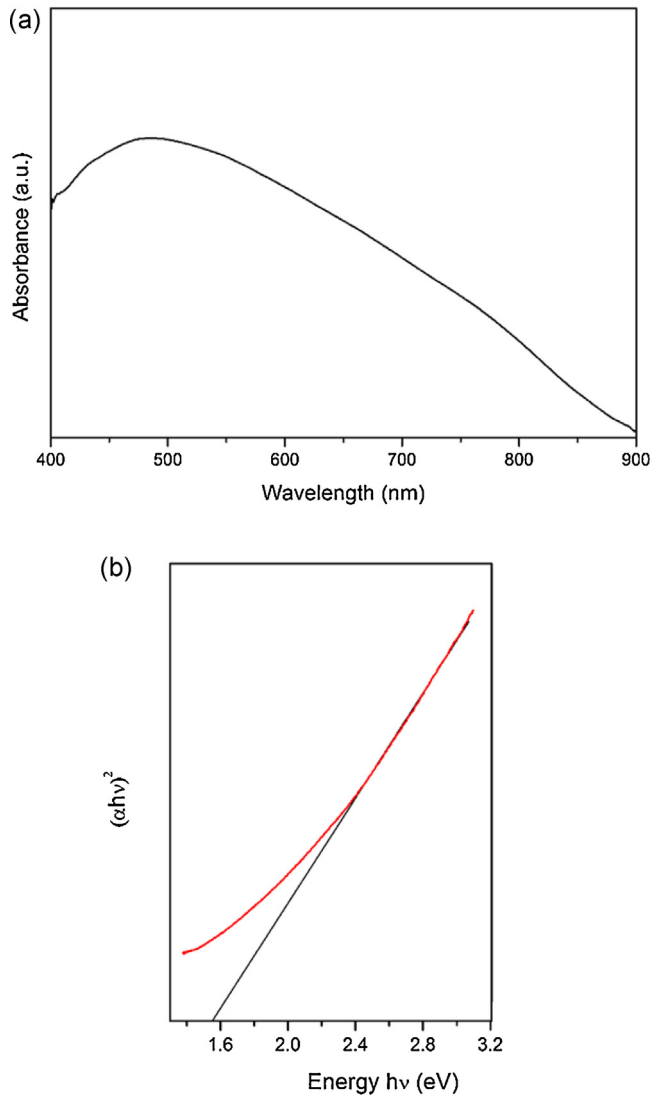 (a)
Absorbance (a.u.)
400 500 600 700 800 900
Wavelength (nm)
(b)
(αhν)²
1.6 2.0 2.4 2.8 3.2
Energy hν (eV)